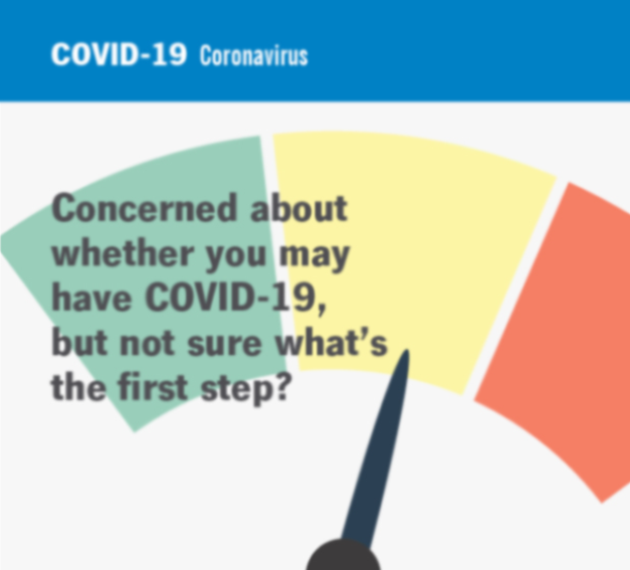 COVID-19 Coronavirus
Concerned about
whether you may
have COVID-19,
but not sure what’s
the first step?